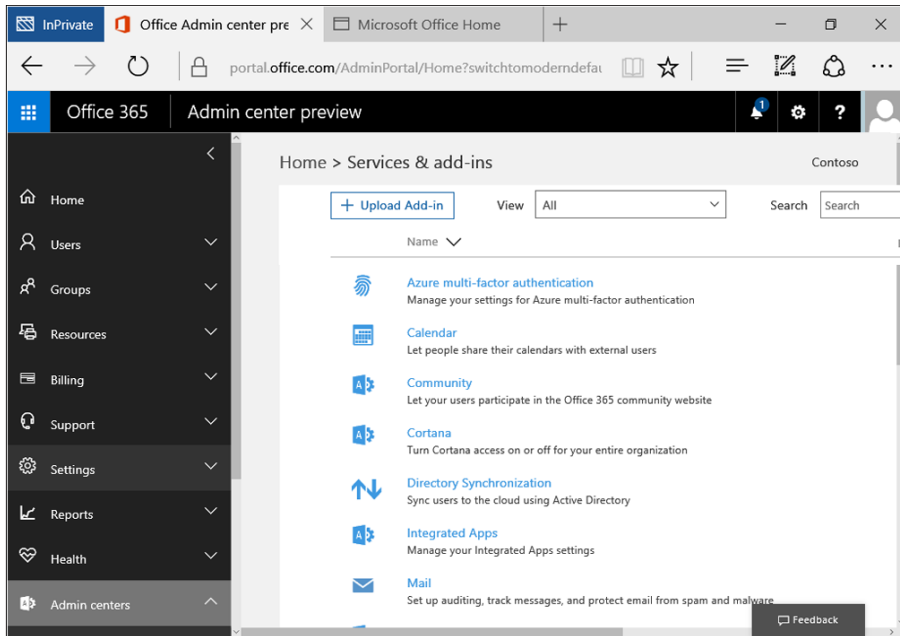 InPrivate
Office Admin center pre
Microsoft Office Home
portal.office.com/AdminPortal/Home?switchtomoderndefau
Office 365
Admin center preview
1
?
Home > Services & add-ins
Contoso
Upload Add-in
View
All
Search
Search
Name
Home
Users
Groups
Resources
Billing
Support
Settings
Reports
Health
Admin centers
Azure multi-factor authentication
Manage your settings for Azure multi-factor authentication
Calendar
Let people share their calendars with external users
Community
Let your users participate in the Office 365 community website
Cortana
Turn Cortana access on or off for your entire organization
Directory Synchronization
Sync users to the cloud using Active Directory
Integrated Apps
Manage your Integrated Apps settings
Mail
Set up auditing, track messages, and protect email from spam and malware
Feedback